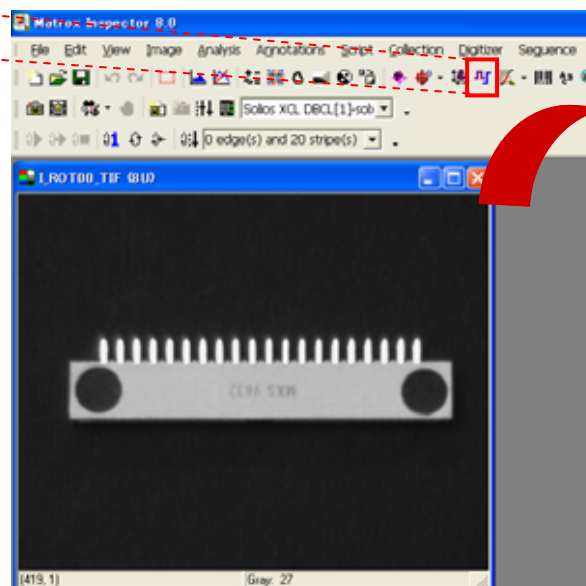 Matrox Inspector 8.0
File Edit View Image Analysis Annotations Script Collection Digitizer Sequence
Solios XCL DBCL[1]-sol
0 edge(s) and 20 stripe(s)
I_ROT00_TIF (8U)
(419, 1) Gray: 27